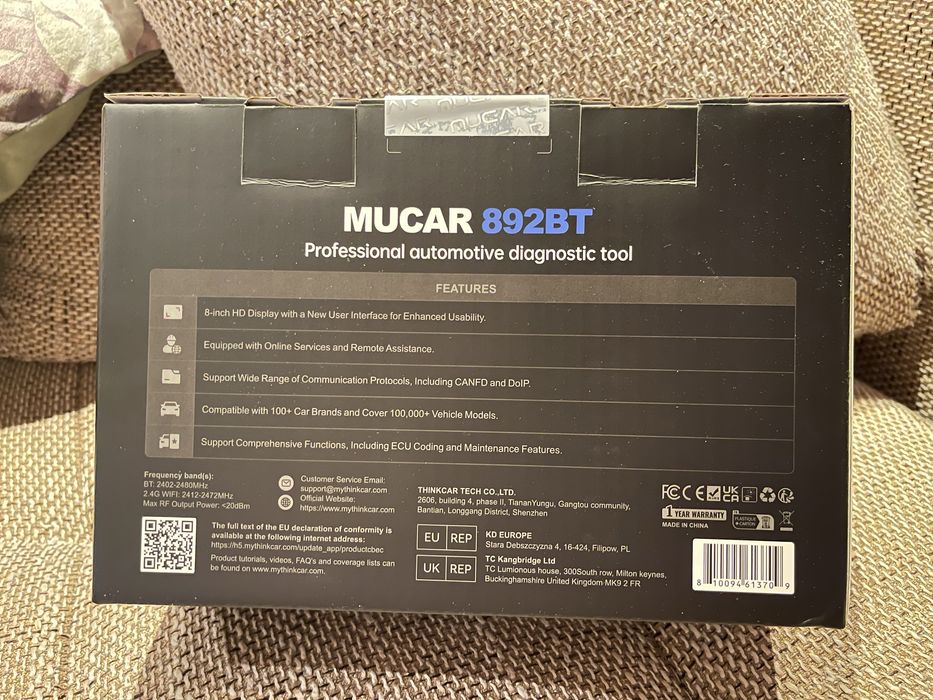 AR MUCAR
AR MUCAR
MUCAR 892BT
Professional automotive diagnostic tool
FEATURES
8-inch HD Display with a New User Interface for Enhanced Usability.
Equipped with Online Services and Remote Assistance.
Support Wide Range of Communication Protocols, Including CANFD and DoIP.
Compatible with 100+ Car Brands and Cover 100,000+ Vehicle Models.
Support Comprehensive Functions, Including ECU Coding and Maintenance Features.
Frequency band(s):
BT: 2402-2480MHz
2.4G WIFI: 2412-2472MHz
Max RF Output Power: <20dBm
Customer Service Email:
support@mythinkcar.com
Official Website:
https://www.mythinkcar.com
The full text of the EU declaration of conformity is
available at the following internet address:
https://h5.mythinkcar.com/update_app/productcbec
Product tutorials, videos, FAQ's and coverage lists can
be found on www.mythinkcar.com.
THINKCAR TECH CO.,LTD.
2606, building 4, phase II, TiananYungu, Gangtou community,
Bantian, Longgang District, Shenzhen
EU REP
KD EUROPE
Stara Debszczyzna 4, 16-424, Filipow, PL
UK REP
TC Kangbridge Ltd
TC Lumionous house, 300South row, Milton keynes,
Buckinghamshire United Kingdom MK9 2 FR
FC CE UKCA
1 YEAR WARRANTY
MADE IN CHINA
PLASTIQUE
+ CARTON
8 10094 61370 9